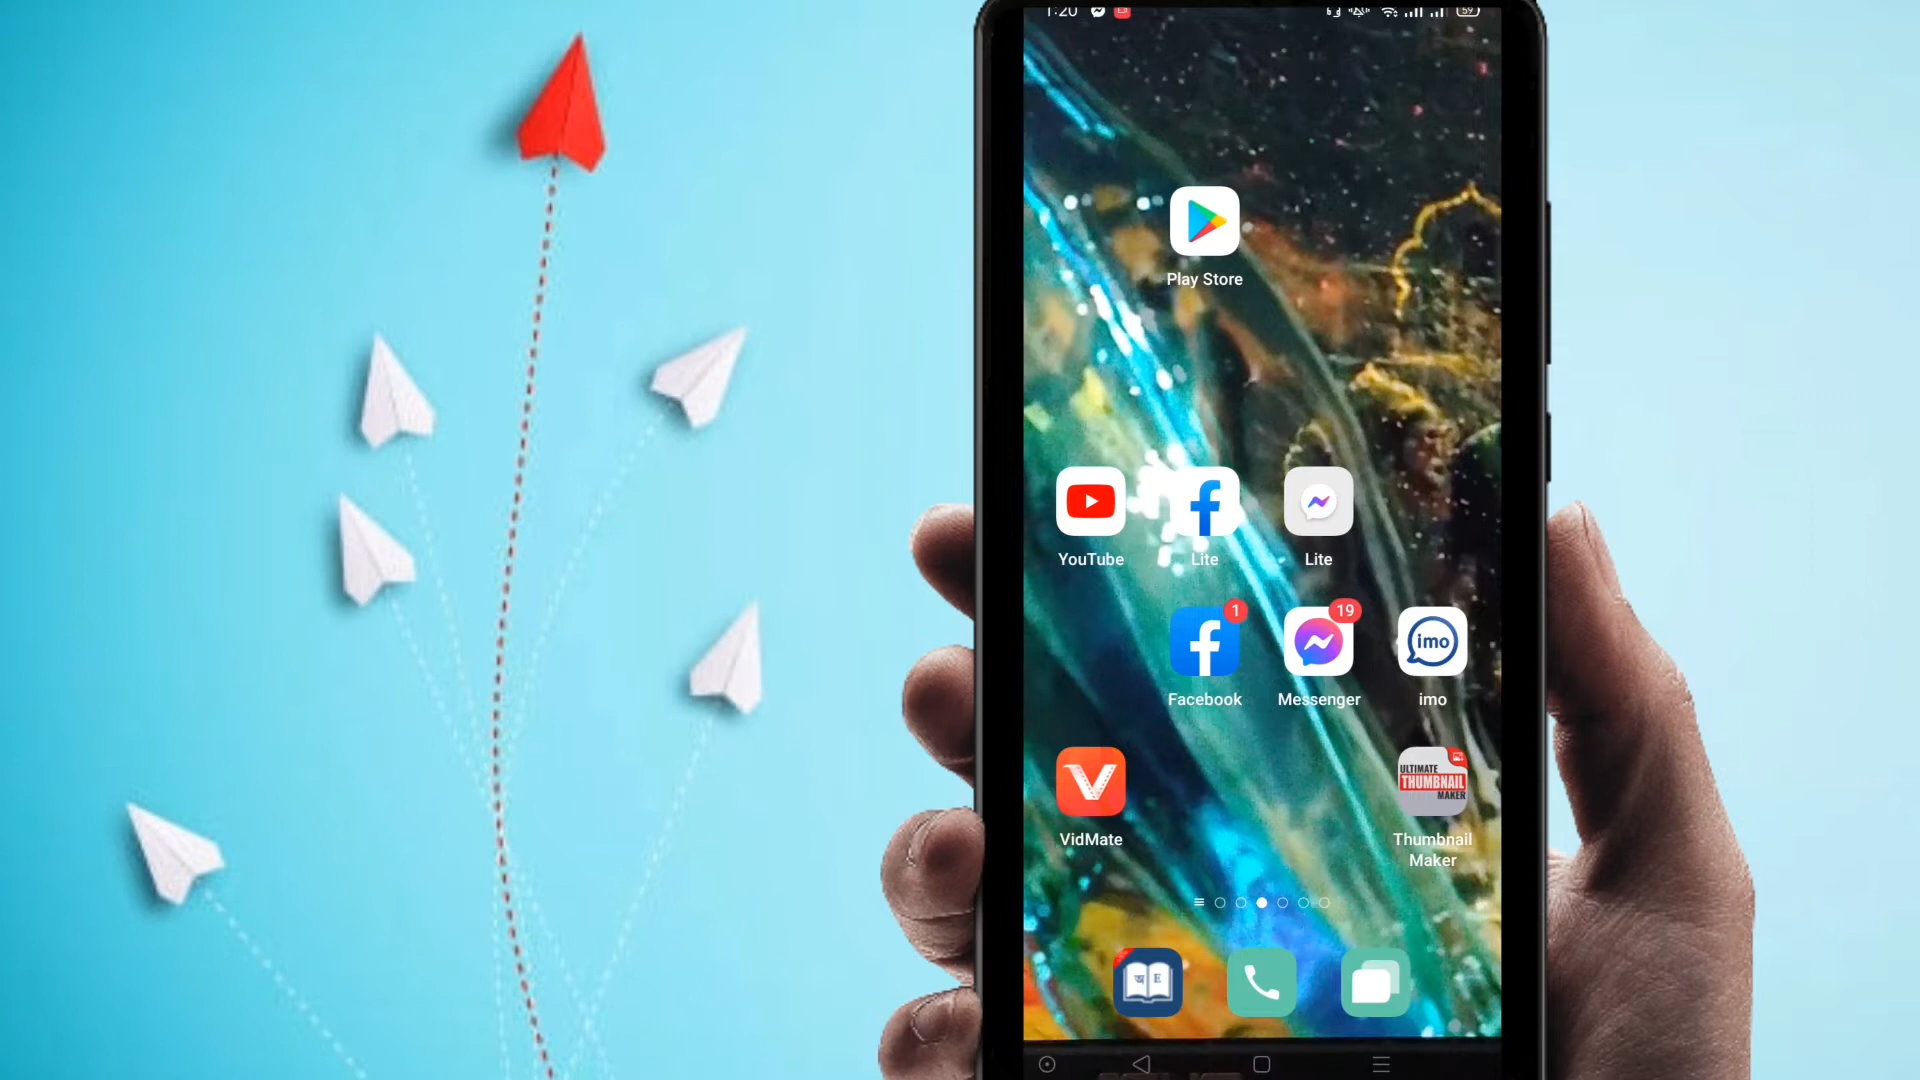 1:20
59
Play Store
YouTube
Lite
Lite
1
19
imo
Facebook
Messenger
imo
ULTIMATE
THUMBNAIL
MAKER
VidMate
Thumbnail
Maker
অ E